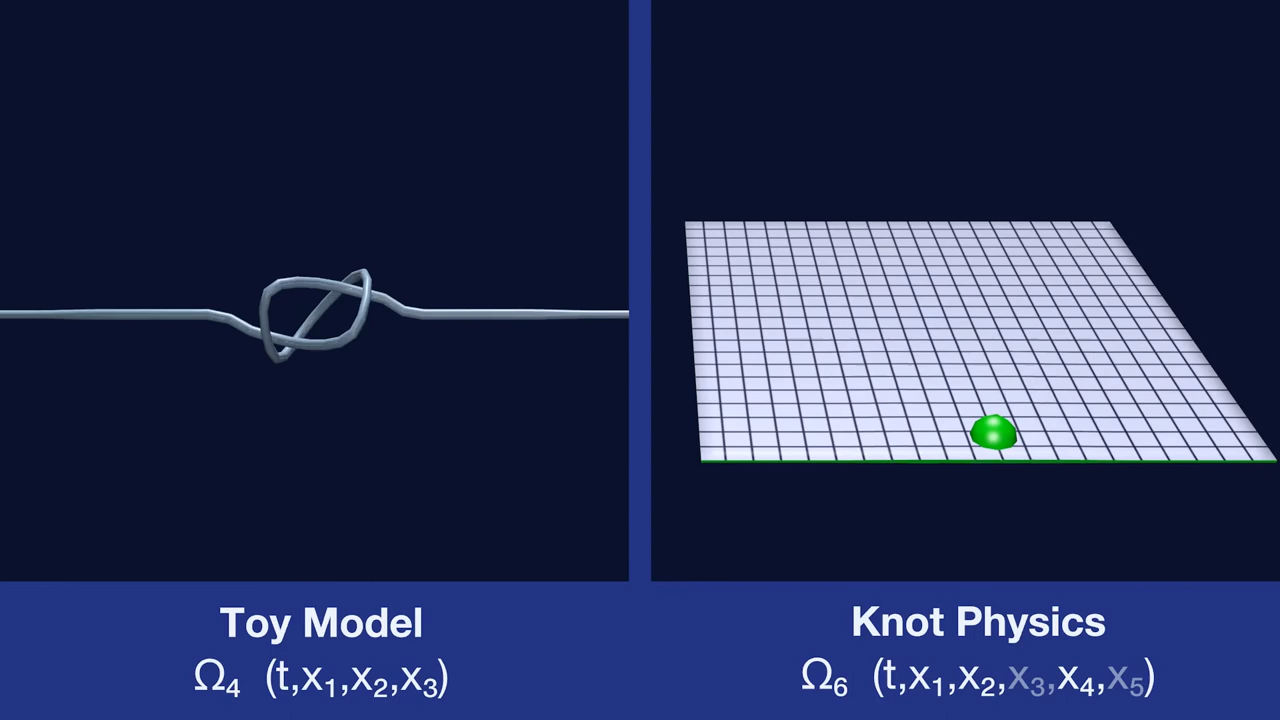 Toy Model
Ω₄ (t,x₁,x₂,x₃)
Knot Physics
Ω₆ (t,x₁,x₂,x₃,x₄,x₅)